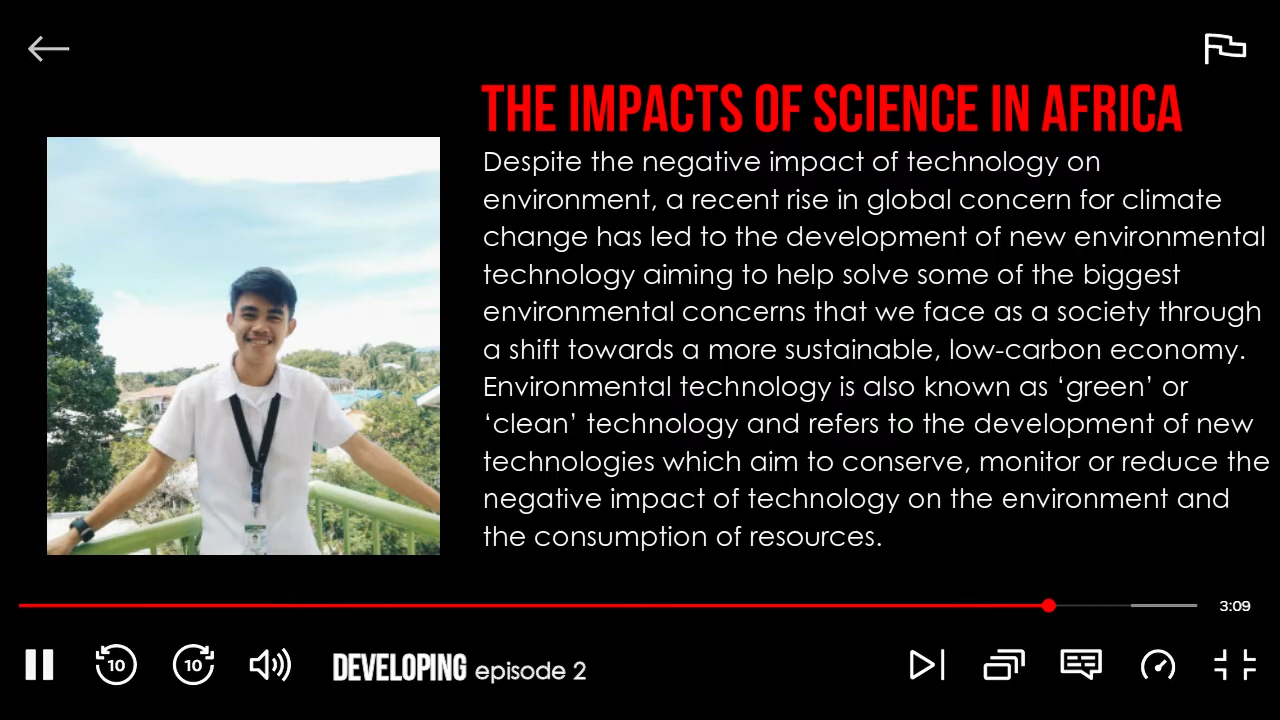 THE IMPACTS OF SCIENCE IN AFRICA
Despite the negative impact of technology on
environment, a recent rise in global concern for climate
change has led to the development of new environmental
technology aiming to help solve some of the biggest
environmental concerns that we face as a society through
a shift towards a more sustainable, low-carbon economy.
Environmental technology is also known as ‘green’ or
‘clean’ technology and refers to the development of new
technologies which aim to conserve, monitor or reduce the
negative impact of technology on the environment and
the consumption of resources.
3:09
10
10
DEVELOPING episode 2